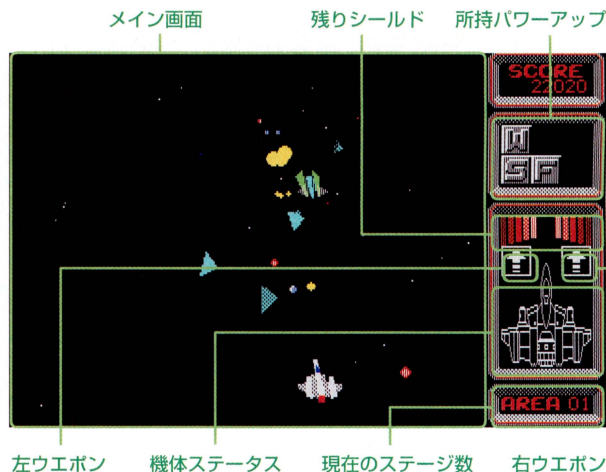 メイン画面
残りシールド
所持パワーアップ
SCORE
22020
W
S
AREA 01
左ウエポン
機体ステータス
現在のステージ数
右ウエポン